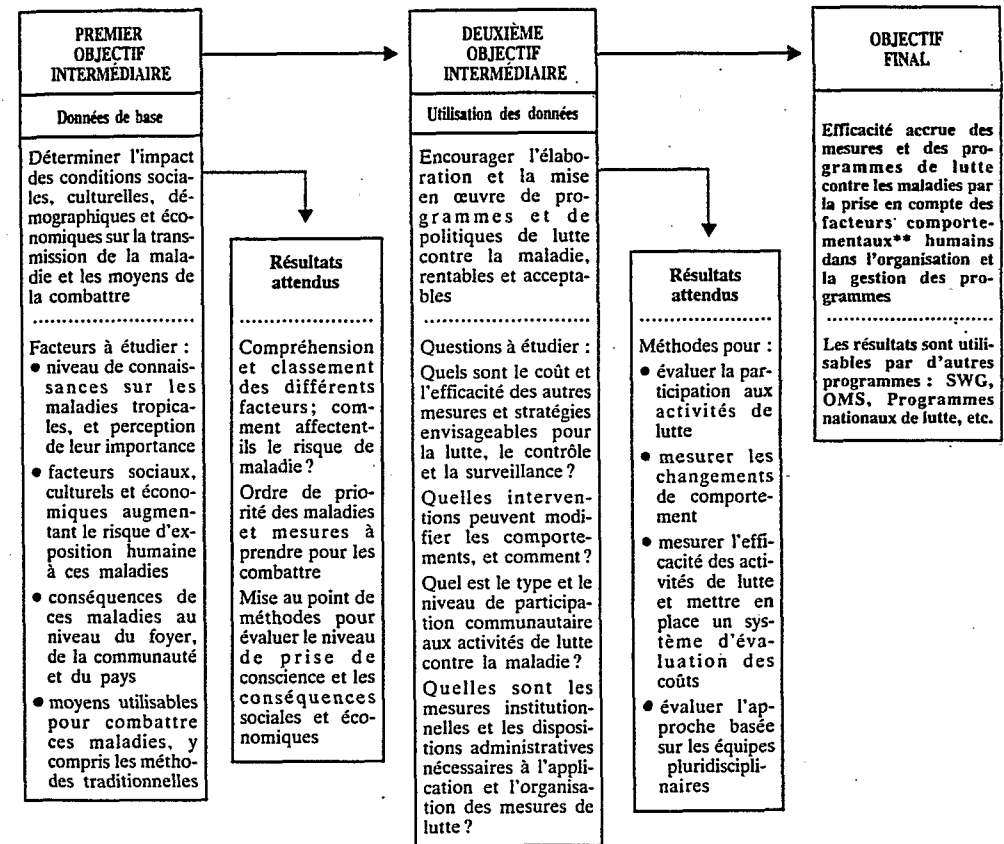 PREMIER
OBJECTIF
INTERMÉDIAIRE
Données de base
Déterminer l'impact
des conditions socia-
les, culturelles, dé-
mographiques et éco-
nomiques sur la trans-
mission de la mala-
die et les moyens de
la combattre
Facteurs à étudier :
● niveau de connais-
sances sur les
maladies tropica-
les, et perception
de leur importance
● facteurs sociaux,
culturels et écono-
miques augmen-
tant le risque d'ex-
position humaine
à ces maladies
● conséquences de
ces maladies au
niveau du foyer,
de la communauté
et du pays
● moyens utilisables
pour combattre
ces maladies, y
compris les métho-
des traditionnelles
Résultats
attendus
Compréhension
et classement
des différents
facteurs; com-
ment affectent-
ils le risque de
maladie?
Ordre de prio-
rité des maladies
et mesures à
prendre pour les
combattre
Mise au point de
méthodes pour
évaluer le niveau
de prise de
conscience et les
conséquences
sociales et éco-
nomiques
DEUXIÈME
OBJECTIF
INTERMÉDIAIRE
Utilisation des données
Encourager l'élabo-
ration et la mise
en œuvre de pro-
grammes et de
politiques de lutte
contre la maladie,
rentables et accepta-
bles
Questions à étudier :
Quels sont le coût et
l'efficacité des autres
mesures et stratégies
envisageables pour
la lutte, le contrôle
et la surveillance?
Quelles interven-
tions peuvent modi-
fier les comporte-
ments, et comment?
Quel est le type et le
niveau de participa-
tion communautaire
aux activités de lutte
contre la maladie?
Quelles sont les
mesures institution-
nelles et les disposi-
tions administratives
nécessaires à l'appli-
cation et l'organisa-
tion des mesures de
lutte?
Résultats
attendus
Méthodes pour :
● évaluer la par-
ticipation aux
activités de
lutte
● mesurer les
changements
de comporte-
ment
● mesurer l'effi-
cacité des acti-
vités de lutte
et mettre en
place un sys-
tème d'éva-
luation des
coûts
● évaluer l'ap-
proche basée
sur les équipes
pluridiscipli-
naires
OBJECTIF
FINAL
Efficacité accrue des
mesures et des pro-
grammes de lutte
contre les maladies par
la prise en compte des
facteurs comporte-
mentaux** humains
dans l'organisation et
la gestion des pro-
grammes
Les résultats sont utili-
sables par d'autres
programmes : SWG,
OMS, Programmes
nationaux de lutte, etc.